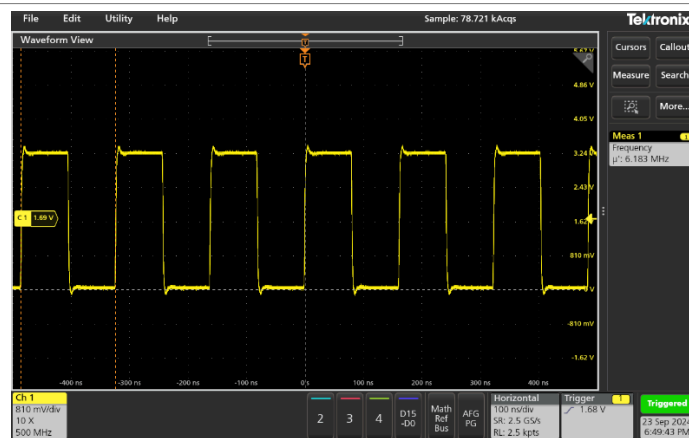 File Edit Utility Help Sample: 78.721 kAcqs Tektronix
Waveform View
U
T
5.67 V
4.86 V
4.05 V
3.24 V
2.43 V
1.62 V
810 mV
V
-810 mV
-1.62 V
C1 1.69 V
-400 ns -300 ns -200 ns -100 ns 0 s 100 ns 200 ns 300 ns 400 ns
Cursors Callout
Measure Search
More...
Meas 1 1
Frequency
µ': 6.183 MHz
Ch 1
810 mV/div
10 X
500 MHz
2 3 4
D15
-D0
Math
Ref
Bus
AFG
PG
Horizontal
100 ns/div
SR: 2.5 GS/s
RL: 2.5 kpts
Trigger 1
1.68 V
Triggered
23 Sep 202
6:49:43 PM